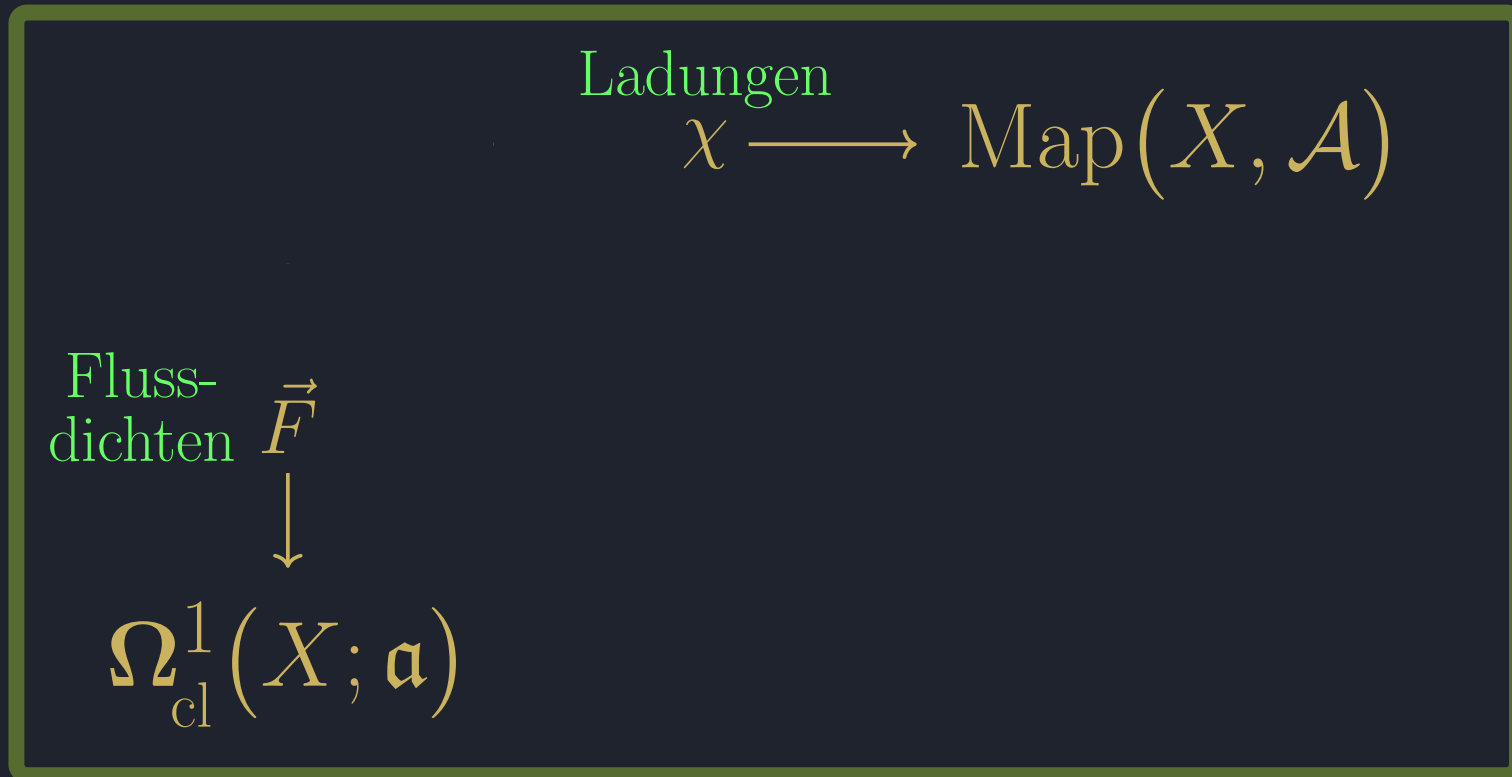 Ladungen
χ ⟶ Map(X, 𝒜)
Fluss-
dichten
F⃗
↓
Ω¹_cl(X; 𝔞)